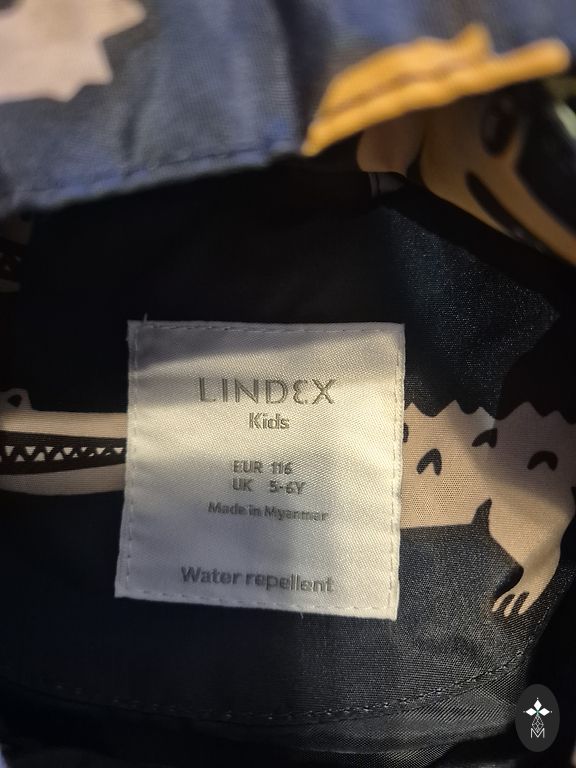 LINDEX
Kids
EUR 116
UK 5-6Y
Made in Myanmar
Water repellent